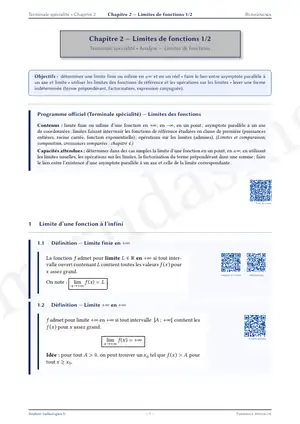 Terminale spécialité • Chapitre 2
Chapitre 2 — Limites de fonctions 1/2
Chapitre 2 — Limites de fonctions 1/2
Terminale spécialité • Analyse — Limites de fonctions
Objectifs : déterminer une limite finie ou infinie en ±∞ et en un réel • faire le lien entre asymptote parallèle à
un axe et limite • utiliser les limites de fonctions de référence et les opérations sur les limites • lever une forme
indéterminée (terme prépondérant, factorisation, expression conjuguée).
Programme officiel (Terminale spécialité) — Limites des fonctions
Contenus : limite finie ou infinie d'une fonction en +∞, en −∞, en un point ; asymptote parallèle à un axe
de coordonnées; limites faisant intervenir les fonctions de référence étudiées en classe de première (puissances
entières, racine carrée, fonction exponentielle); opérations sur les limites (admises). (Limites et comparaison;
composition, croissances comparées : chapitre 4.)
Capacités attendues : déterminer dans des cas simples la limite d'une fonction en un point, en ±∞, en utilisant
les limites usuelles, les opérations sur les limites, la factorisation du terme prépondérant dans une somme ; faire
le lien entre l'existence d'une asymptote parallèle à un axe et celle de la limite correspondante.
I Limite d'une fonction à l'infini
1.1 Définition — Limite finie en +∞
La fonction f admet pour limite L ∈ ℝ en +∞ si tout inter-
valle ouvert contenant L contient toutes les valeurs f(x) pour
x assez grand.
On note : lim f(x) = L
x→+∞
1.2 Définition — Limite +∞ en +∞
f admet pour limite +∞ en +∞ si tout intervalle ]A ; +∞[ contient les
f(x) pour x assez grand.
lim f(x) = +∞
x→+∞
Idée : pour tout A > 0, on peut trouver un x₀ tel que f(x) > A pour
tout x ≥ x₀.
– 1 –